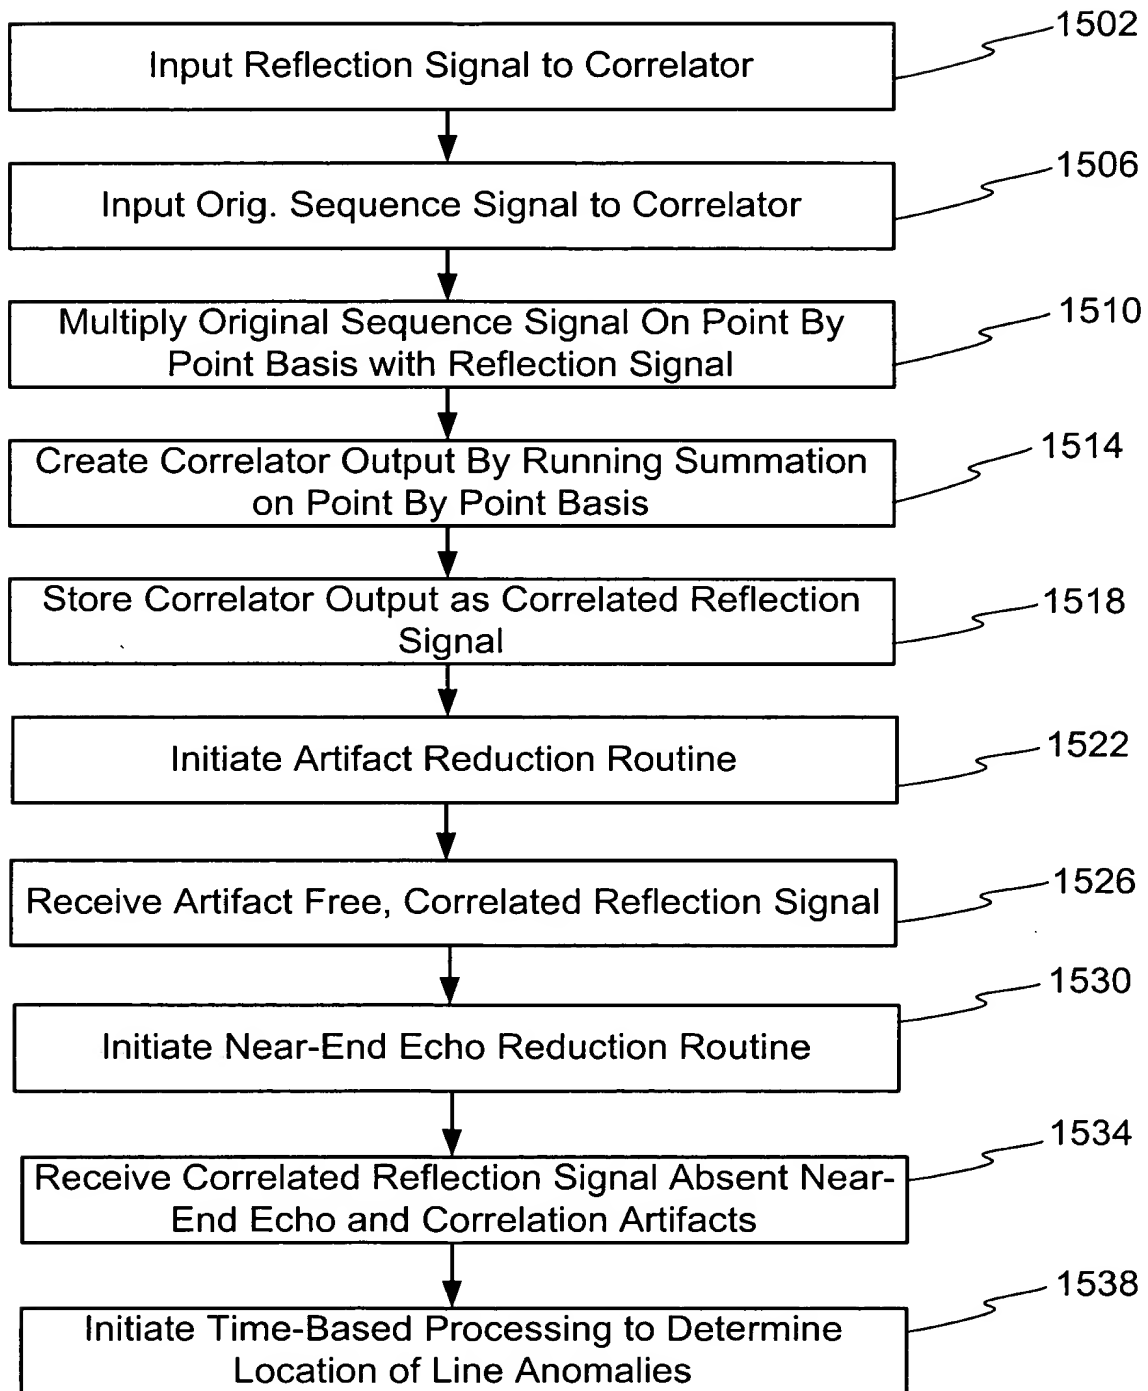 1502
Input Reflection Signal to Correlator
1506
Input Orig. Sequence Signal to Correlator
1510
Multiply Original Sequence Signal On Point By
Point Basis with Reflection Signal
1514
Create Correlator Output By Running Summation
on Point By Point Basis
1518
Store Correlator Output as Correlated Reflection
Signal
1522
Initiate Artifact Reduction Routine
1526
Receive Artifact Free, Correlated Reflection Signal
1530
Initiate Near-End Echo Reduction Routine
1534
Receive Correlated Reflection Signal Absent Near-
End Echo and Correlation Artifacts
1538
Initiate Time-Based Processing to Determine
Location of Line Anomalies